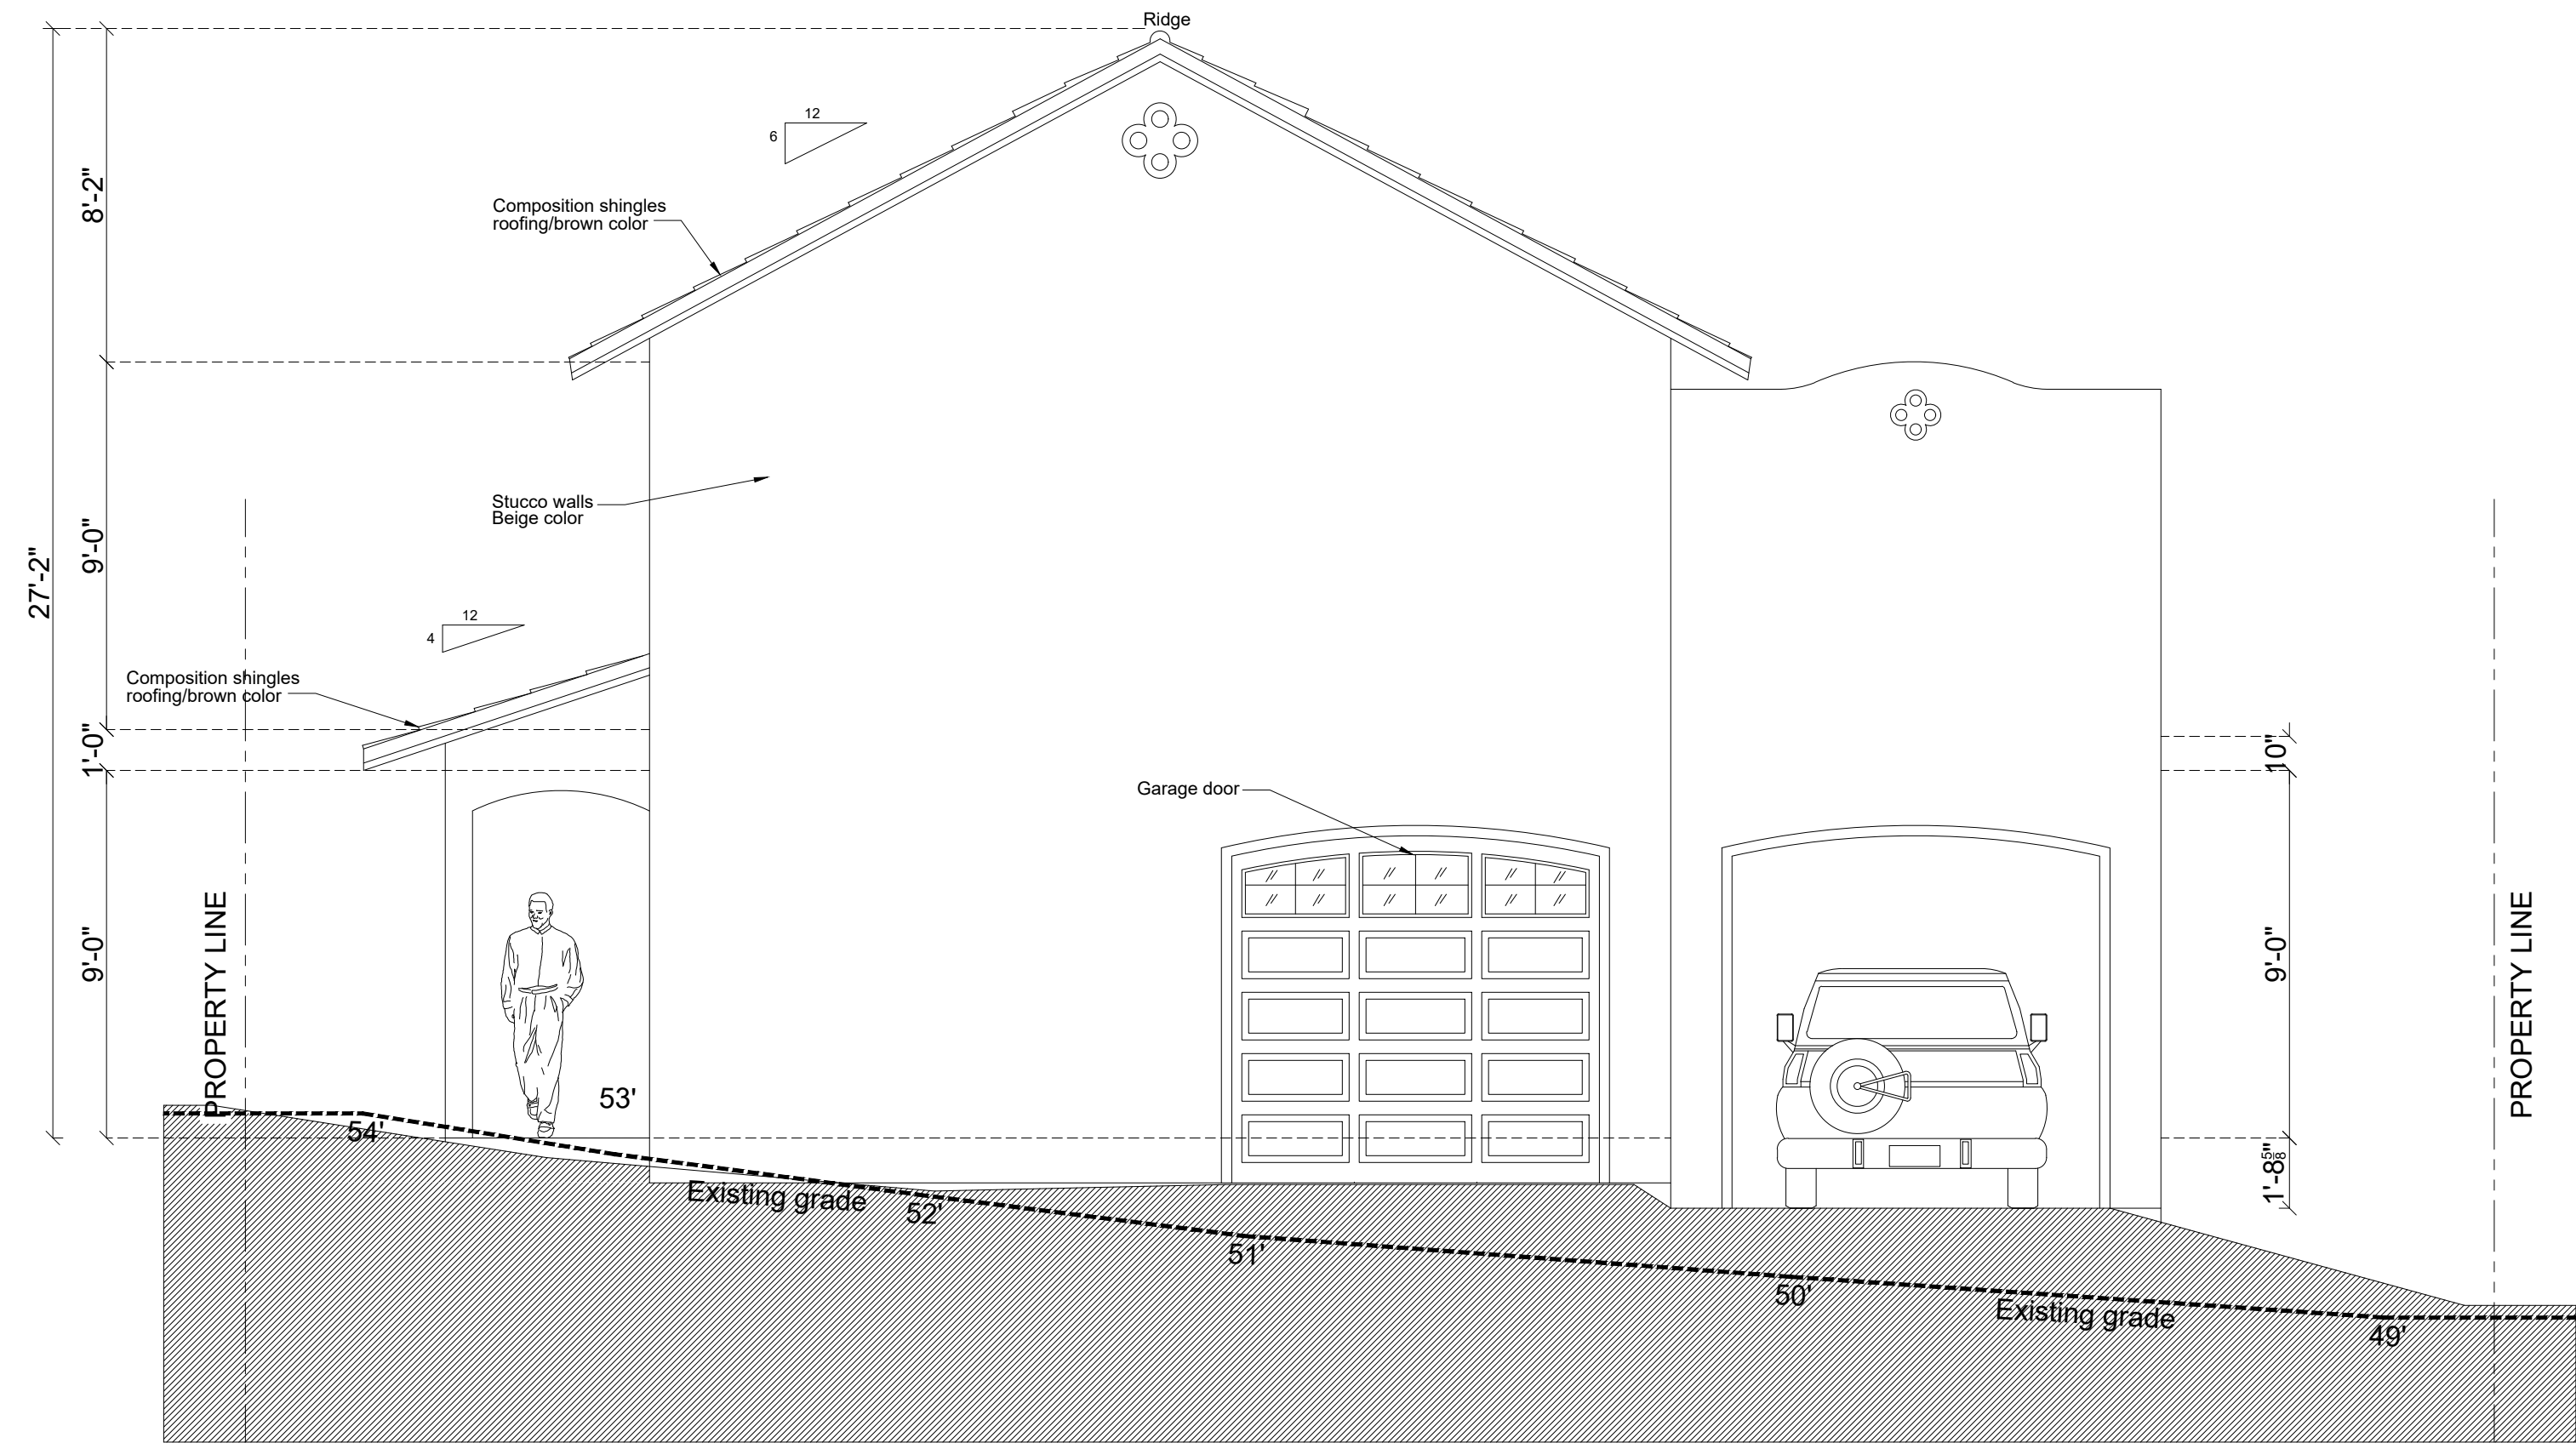 Ridge
12
6
8'-2"
Composition shingles
roofing/brown color
Stucco walls
Beige color
9'-0"
27'-2"
12
4
Composition shingles
roofing/brown color
1'-0"
10"
Garage door
9'-0"
9'-0"
PROPERTY LINE
PROPERTY LINE
53'
54'
1'-8 5/8"
Existing grade
52'
51'
50'
Existing grade
49'